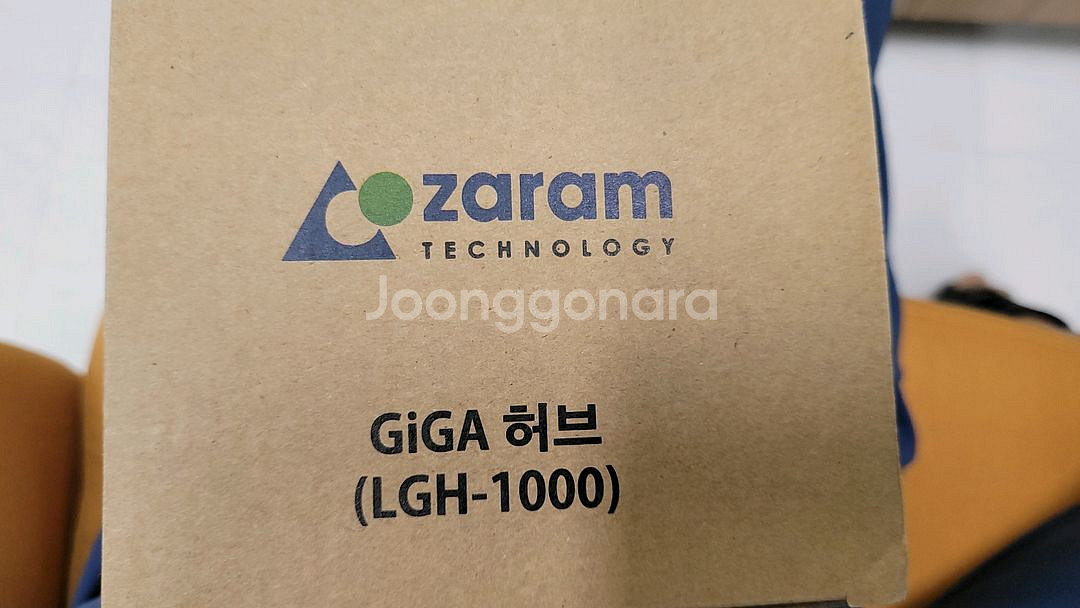 zaram
TECHNOLOGY
Joonggonara
GiGA 허브
(LGH-1000)